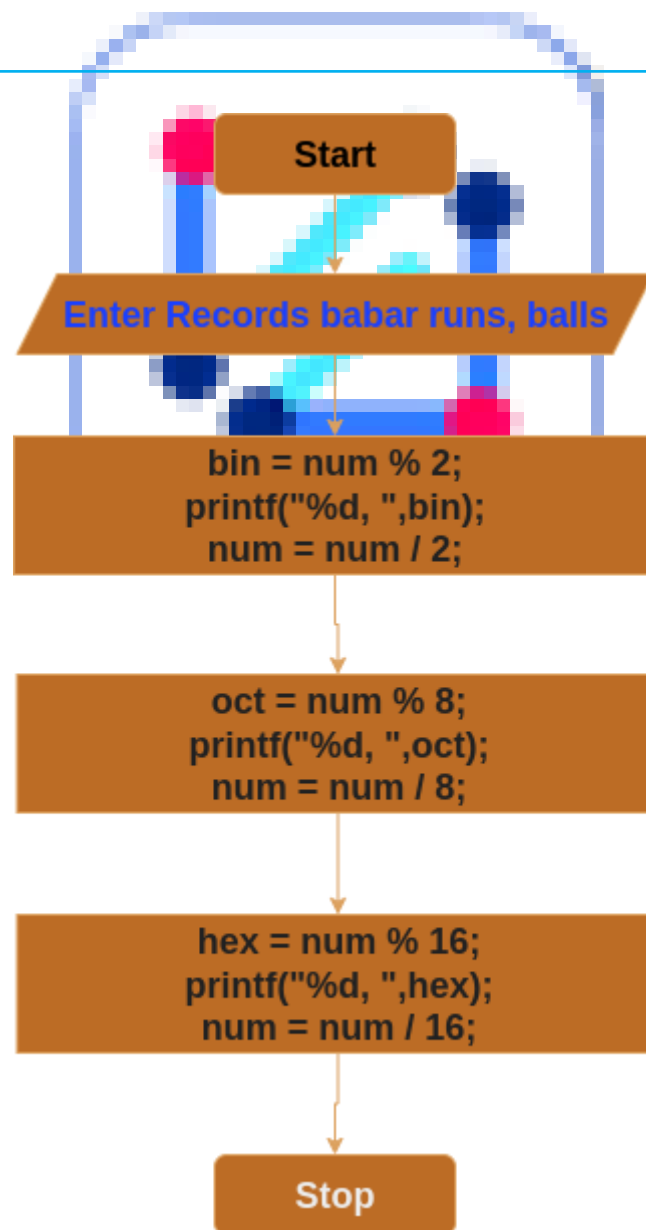 Start
Enter Records babar runs, balls
bin = num % 2;
printf("%d, ",bin);
num = num / 2;
oct = num % 8;
printf("%d, ",oct);
num = num / 8;
hex = num % 16;
printf("%d, ",hex);
num = num / 16;
Stop